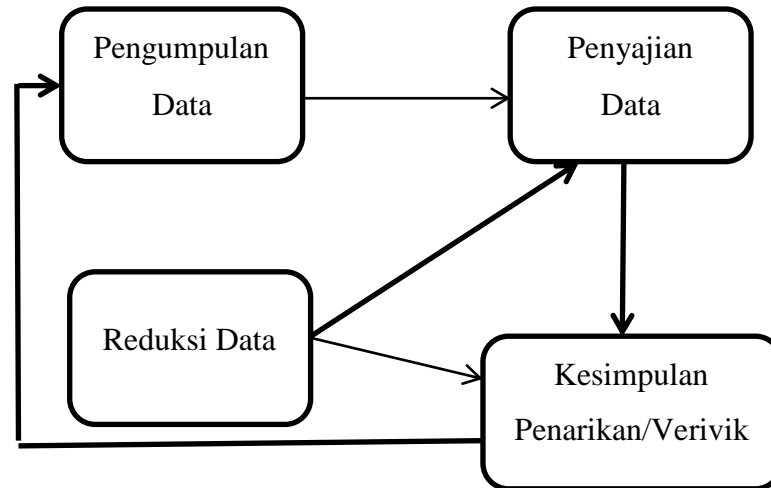 Pengumpulan
Data
Penyajian
Data
Reduksi Data
Kesimpulan
Penarikan/Verivik